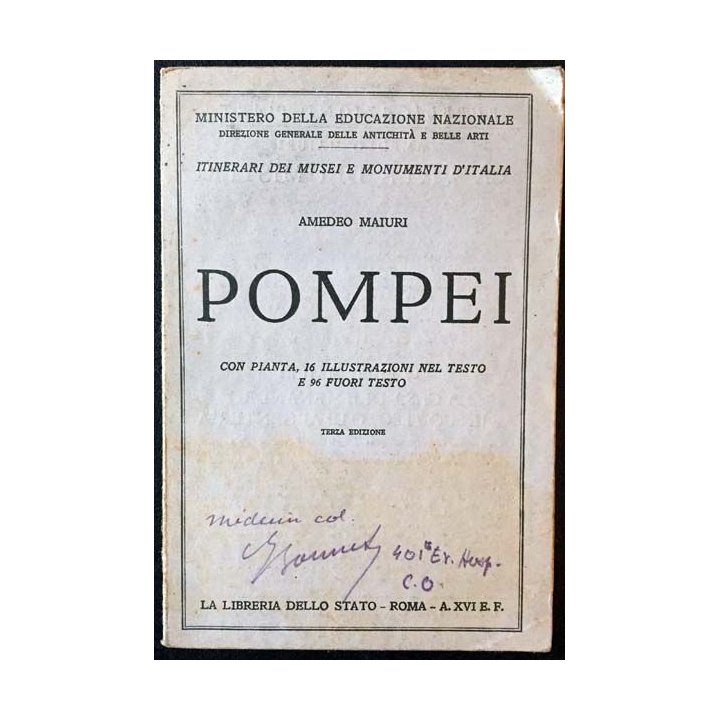 MINISTERO DELLA EDUCAZIONE NAZIONALE
DIREZIONE GENERALE DELLE ANTICHITÀ E BELLE ARTI
ITINERARI DEI MUSEI E MONUMENTI D'ITALIA
AMEDEO MAIURI
POMPEI
CON PIANTA, 16 ILLUSTRAZIONI NEL TESTO
E 96 FUORI TESTO
TERZA EDIZIONE
médecin col.
401e Ev. Hosp.
C.O.
LA LIBRERIA DELLO STATO - ROMA - A. XVI E. F.